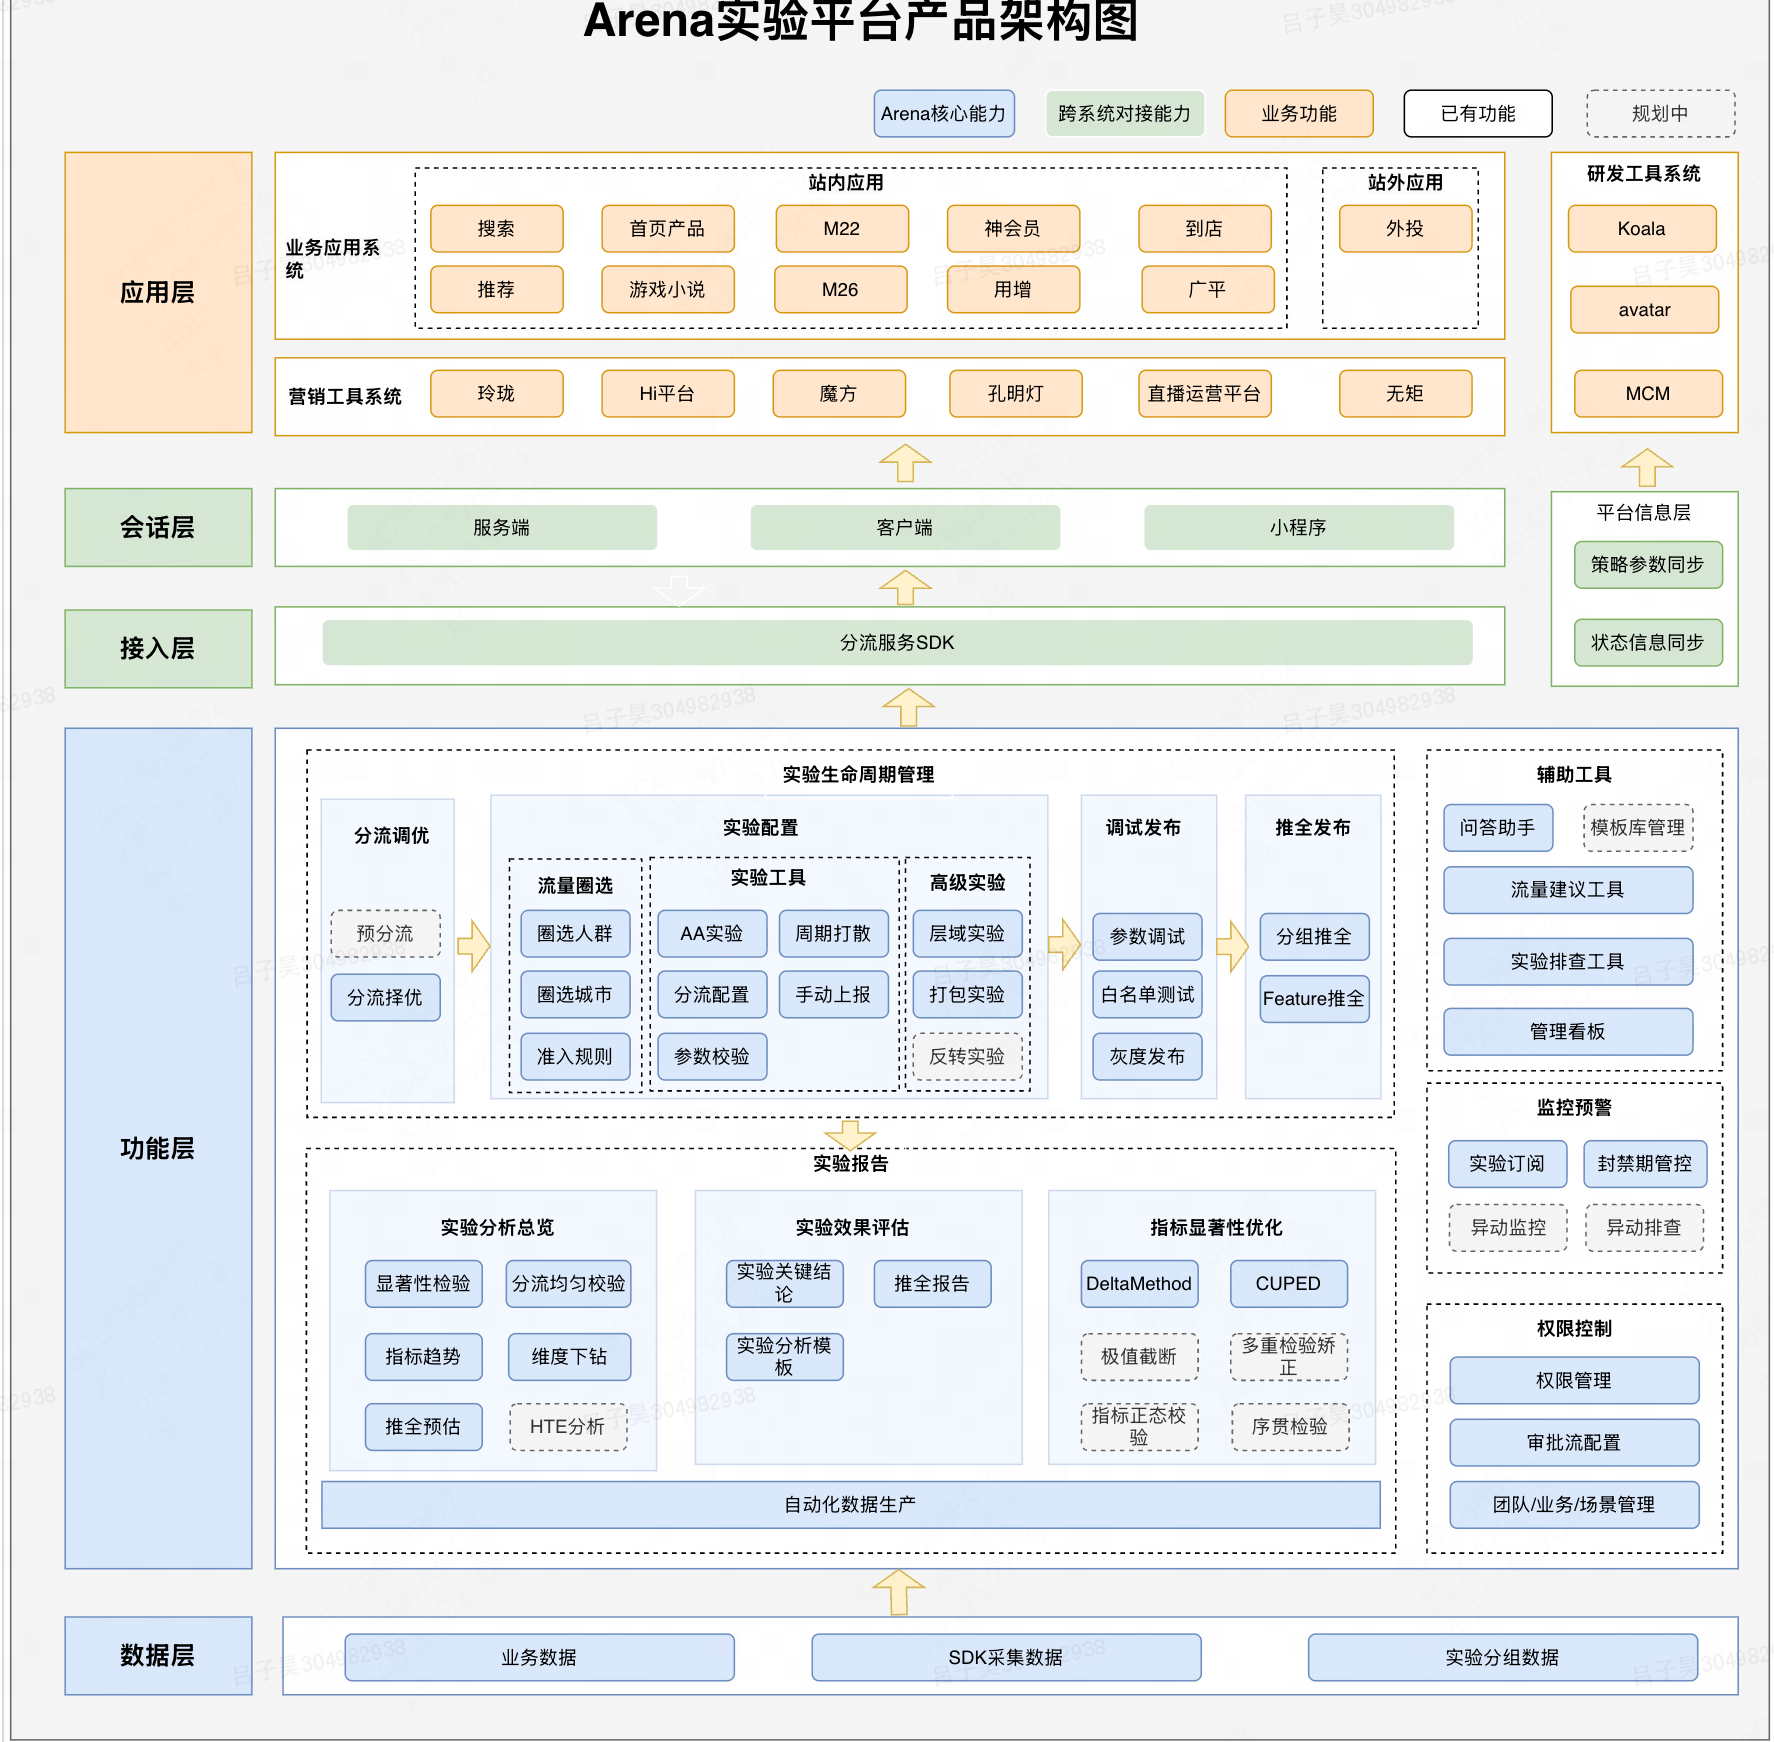 Arena实验平台产品架构图
Arena核心能力
跨系统对接能力
业务功能
已有功能
规划中
应用层
业务应用系
统
站内应用
搜索
首页产品
M22
神会员
到店
推荐
游戏小说
M26
用增
广平
站外应用
外投
营销工具系统
玲珑
Hi平台
魔方
孔明灯
直播运营平台
无矩
研发工具系统
Koala
avatar
MCM
会话层
服务端
客户端
小程序
接入层
分流服务SDK
平台信息层
策略参数同步
状态信息同步
功能层
实验生命周期管理
分流调优
预分流
分流择优
实验配置
流量圈选
圈选人群
圈选城市
准入规则
实验工具
AA实验
周期打散
分流配置
手动上报
参数校验
高级实验
层域实验
打包实验
反转实验
调试发布
参数调试
白名单测试
灰度发布
推全发布
分组推全
Feature推全
实验报告
实验分析总览
显著性检验
分流均匀校验
指标趋势
维度下钻
推全预估
HTE分析
实验效果评估
实验关键结
论
推全报告
实验分析模
板
指标显著性优化
DeltaMethod
CUPED
极值截断
多重检验矫
正
指标正态校
验
序贯检验
自动化数据生产
辅助工具
问答助手
模板库管理
流量建议工具
实验排查工具
管理看板
监控预警
实验订阅
封禁期管控
异动监控
异动排查
权限控制
权限管理
审批流配置
团队/业务/场景管理
数据层
业务数据
SDK采集数据
实验分组数据
吕子昊304982938